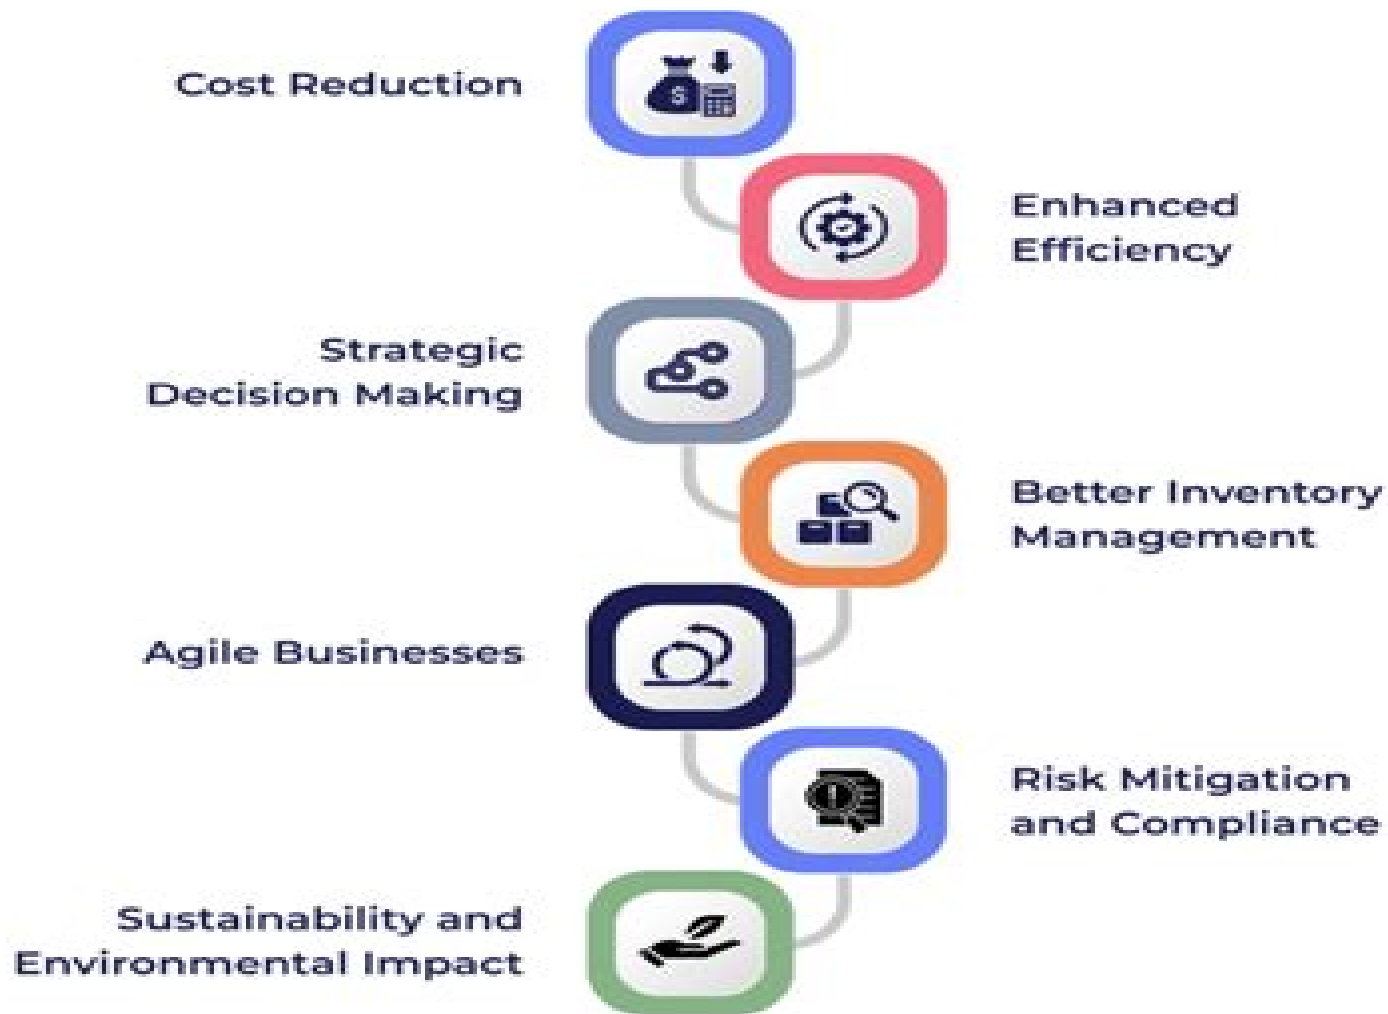 Cost Reduction
Enhanced
Efficiency
Strategic
Decision Making
Better Inventory
Management
Agile Businesses
Risk Mitigation
and Compliance
Sustainability and
Environmental Impact